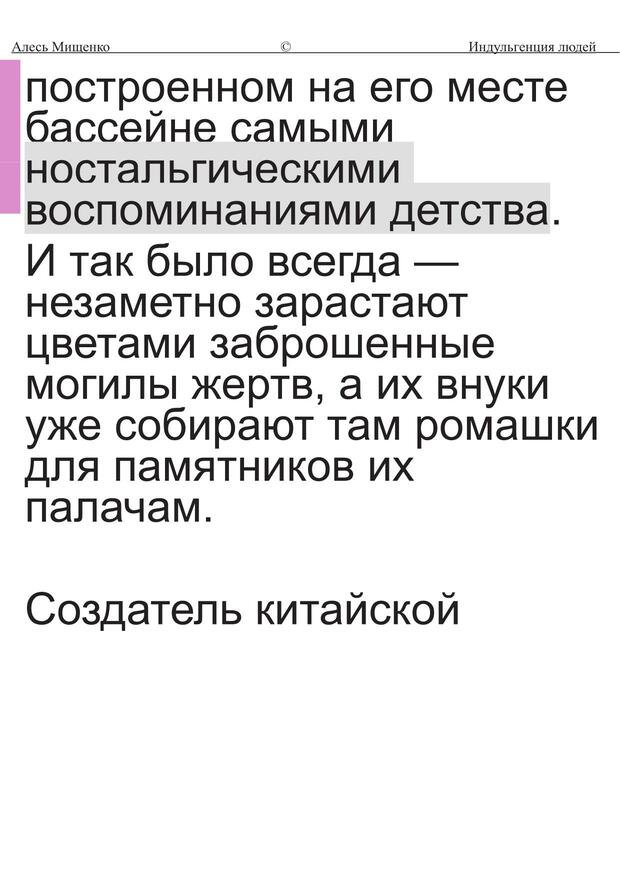 Алесь Мищенко © Индульгенция людей
построенном на его месте
бассейне самыми
ностальгическими
воспоминаниями детства.
И так было всегда —
незаметно зарастают
цветами заброшенные
могилы жертв, а их внуки
уже собирают там ромашки
для памятников их
палачам.
Создатель китайской